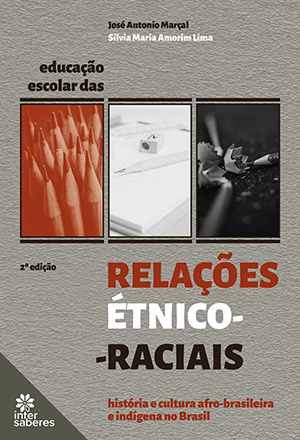 José Antonio Marçal
Silvia Maria Amorim Lima
educação
escolar das
2ª edição
RELAÇÕES
ÉTNICO-
-RACIAIS
história e cultura afro-brasileira
e indígena no Brasil
inter
saberes